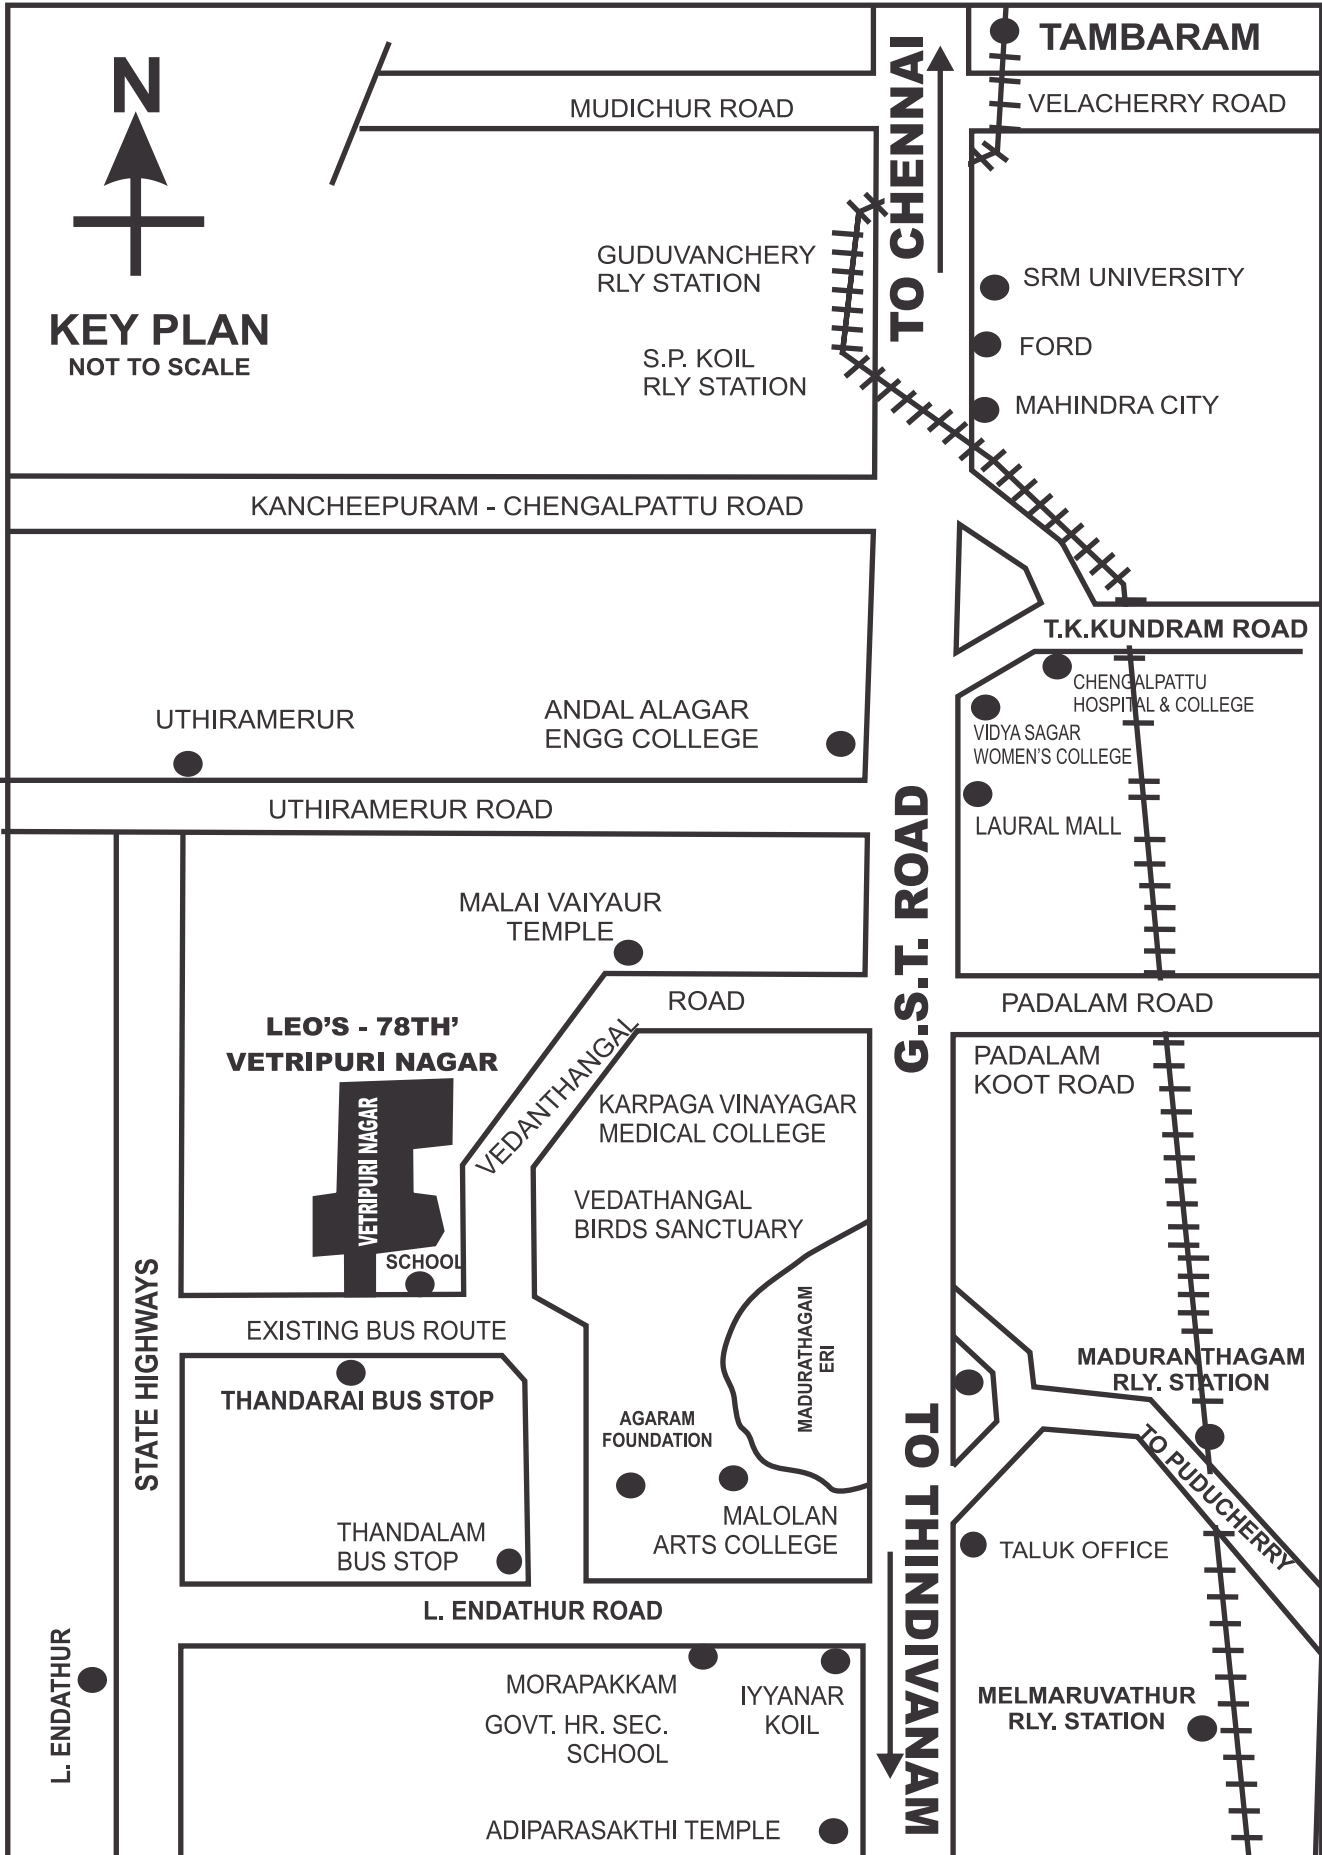 N
KEY PLAN
NOT TO SCALE
TAMBARAM
MUDICHUR ROAD
VELACHERRY ROAD
TO CHENNAI
GUDUVANCHERY
RLY STATION
SRM UNIVERSITY
FORD
S.P. KOIL
RLY STATION
MAHINDRA CITY
KANCHEEPURAM - CHENGALPATTU ROAD
T.K.KUNDRAM ROAD
CHENGALPATTU
HOSPITAL & COLLEGE
UTHIRAMERUR
ANDAL ALAGAR
ENGG COLLEGE
VIDYA SAGAR
WOMEN'S COLLEGE
UTHIRAMERUR ROAD
LAURAL MALL
G.S.T. ROAD
MALAI VAIYAUR
TEMPLE
ROAD
PADALAM ROAD
LEO'S - 78TH'
VETRIPURI NAGAR
VEDANTHANGAL
PADALAM
KOOT ROAD
VETRIPURI NAGAR
KARPAGA VINAYAGAR
MEDICAL COLLEGE
VEDATHANGAL
BIRDS SANCTUARY
SCHOOL
STATE HIGHWAYS
EXISTING BUS ROUTE
MADURATHAGAM
ERI
MADURANTHAGAM
RLY. STATION
THANDARAI BUS STOP
AGARAM
FOUNDATION
TO PUDUCHERRY
TO THINDIVANAM
MALOLAN
ARTS COLLEGE
THANDALAM
BUS STOP
TALUK OFFICE
L. ENDATHUR ROAD
L. ENDATHUR
MORAPAKKAM
GOVT. HR. SEC.
SCHOOL
IYYANAR
KOIL
MELMARUVATHUR
RLY. STATION
ADIPARASAKTHI TEMPLE